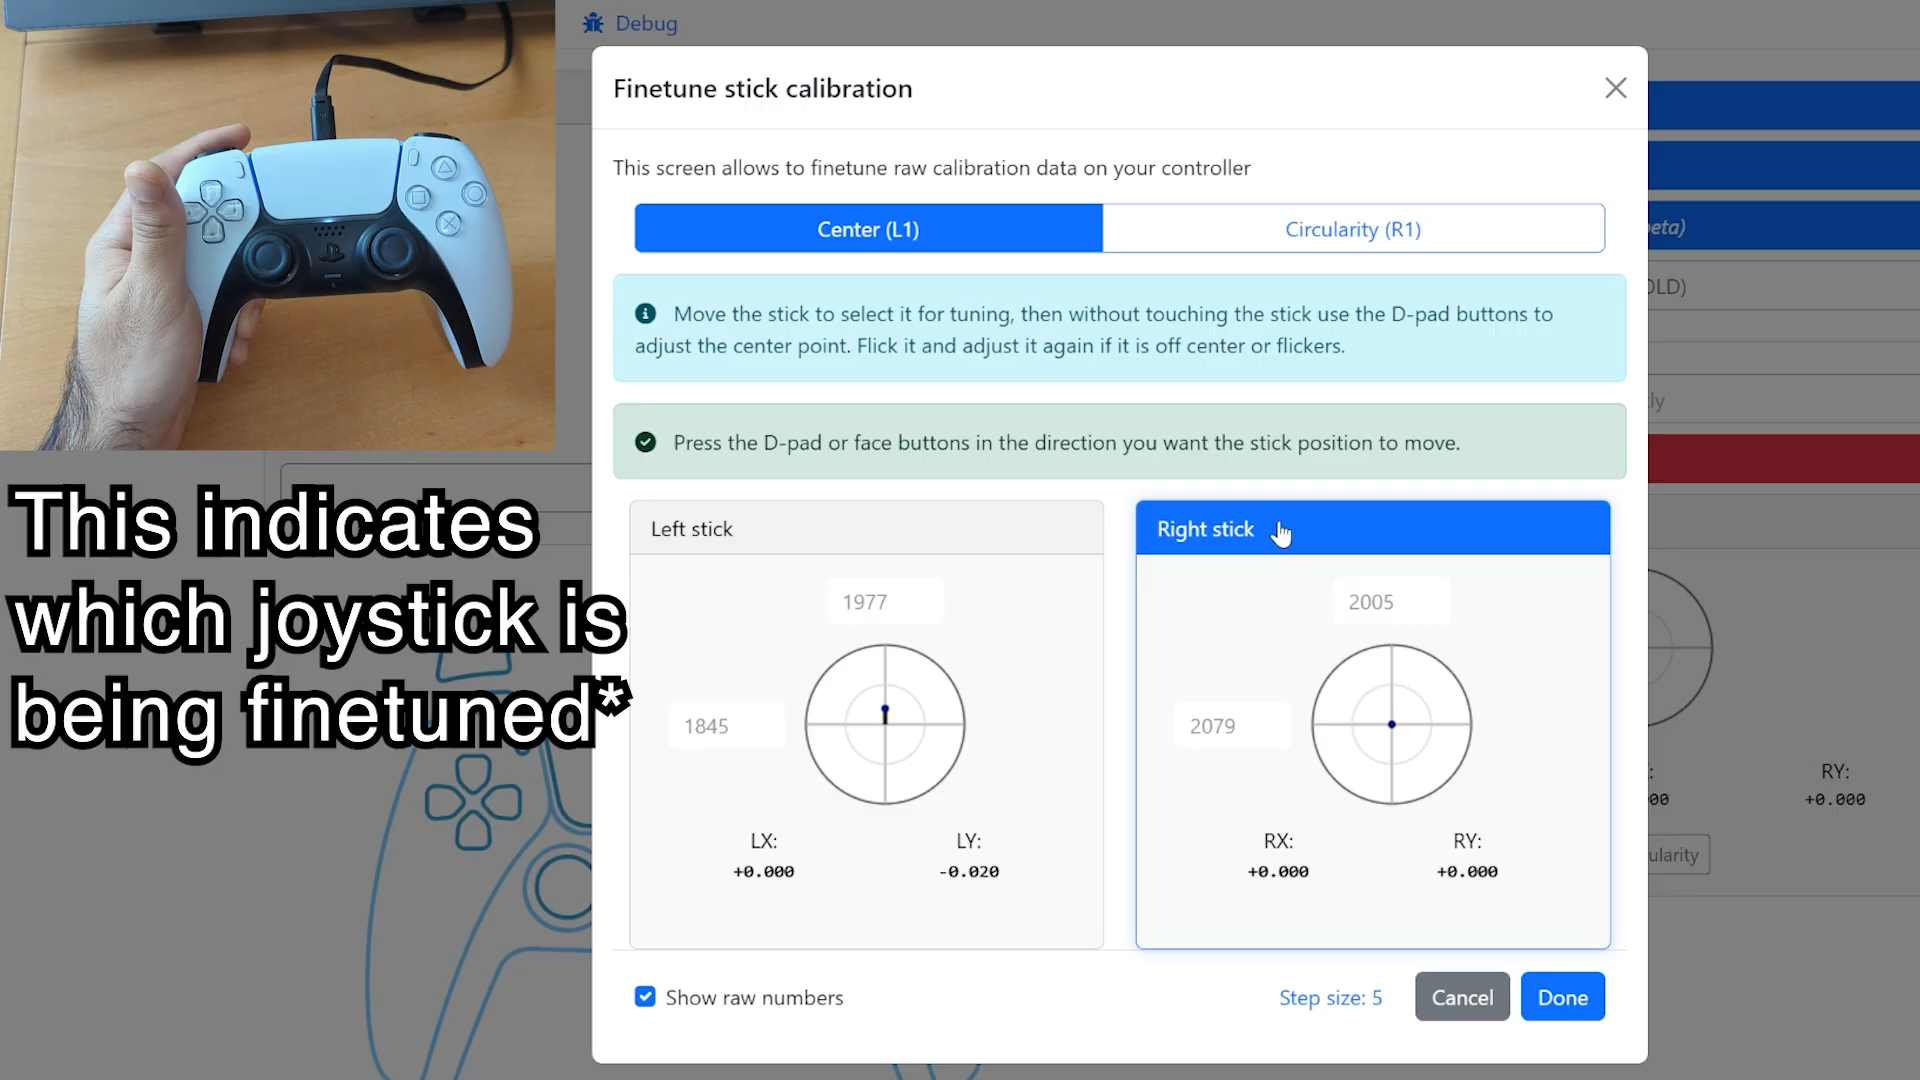 Debug
Finetune stick calibration
This screen allows to finetune raw calibration data on your controller
Center (L1)
Circularity (R1)
eta)
Move the stick to select it for tuning, then without touching the stick use the D-pad buttons to
adjust the center point. Flick it and adjust it again if it is off center or flickers.
OLD)
ly
Press the D-pad or face buttons in the direction you want the stick position to move.
This indicates
which joystick is
being finetuned*
Left stick
1977
1845
LX:
+0.000
LY:
-0.020
Right stick
2005
2079
RX:
+0.000
RY:
+0.000
RY:
00
+0.000
ularity
Show raw numbers
Step size: 5
Cancel
Done